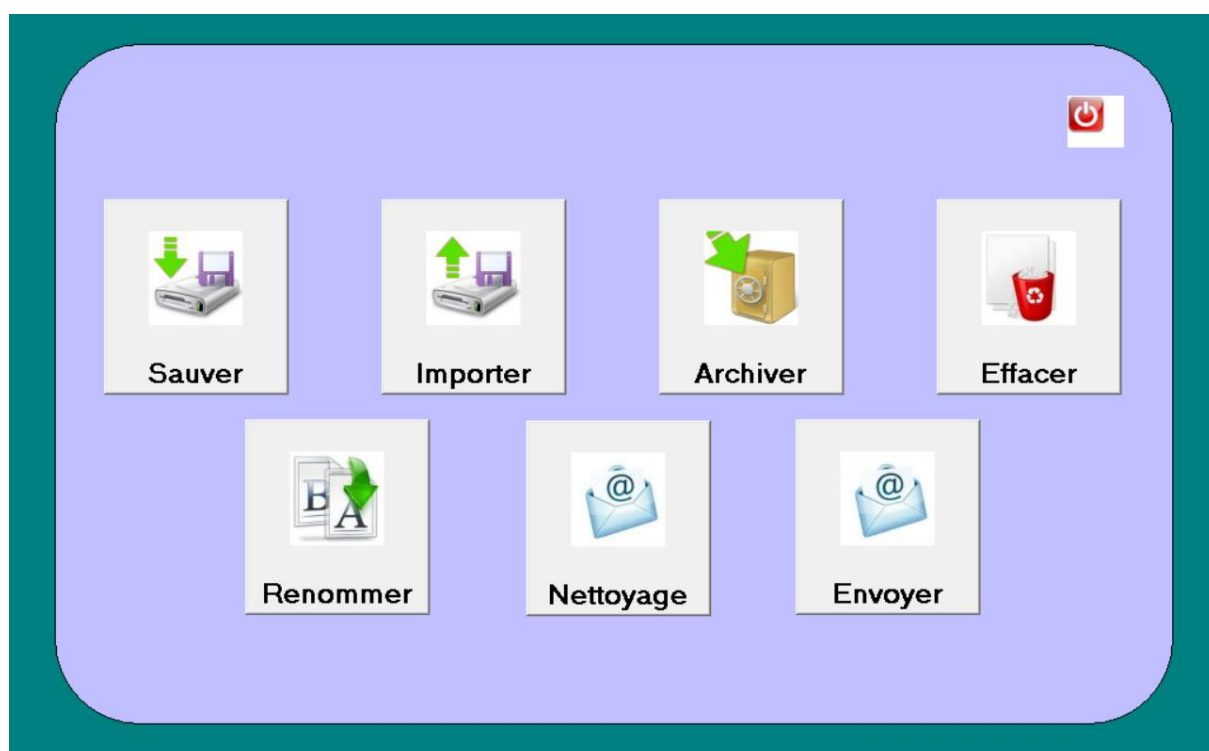 Sauver
Importer
Archiver
Effacer
Renommer
Nettoyage
Envoyer